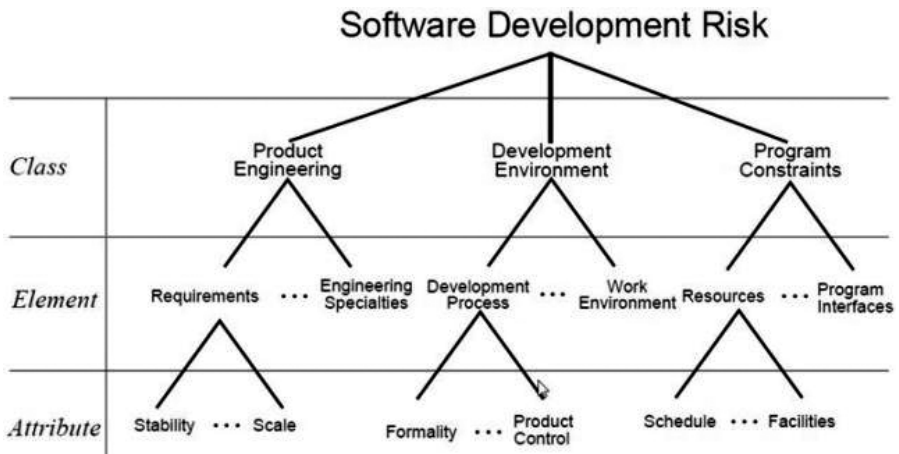 Software Development Risk
Class
Product
Engineering
Development
Environment
Program
Constraints
Element
Requirements
...
Engineering
Specialties
Development
Process
...
Work
Environment
Resources
...
Program
Interfaces
Attribute
Stability ... Scale
Formality ... Product
Control
Schedule ... Facilities